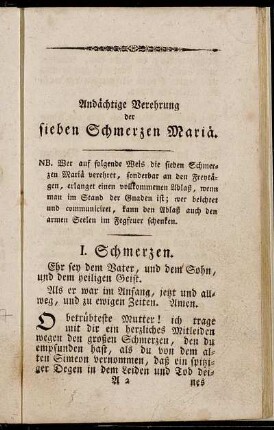 Andächtige Verehrung
der
sieben Schmerzen Mariä.
NB. Wer auf folgende Weis die sieben Schmer-
zen Mariä verehret, sonderbar an den Freytä-
gen, erlanget einen vollkommenen Ablaß, wenn
man im Stand der Gnaden ist; wer beichtet
und communiciret, kann den Ablaß auch den
armen Seelen im Fegfeuer schenken.
I. Schmerzen.
Ehr sey dem Vater, und dem Sohn,
und dem heiligen Geist.
Als er war im Anfang, jetzt und all-
weg, und zu ewigen Zeiten. Amen.
O betrübteste Mutter! ich trage
mit dir ein herzliches Mitleiden
wegen den großen Schmerzen, den du
empfunden hast, als du von dem al-
ten Simeon vernommen, daß ein spitzi-
ger Degen in dem Leiden und Tod dei-
A 2 nes